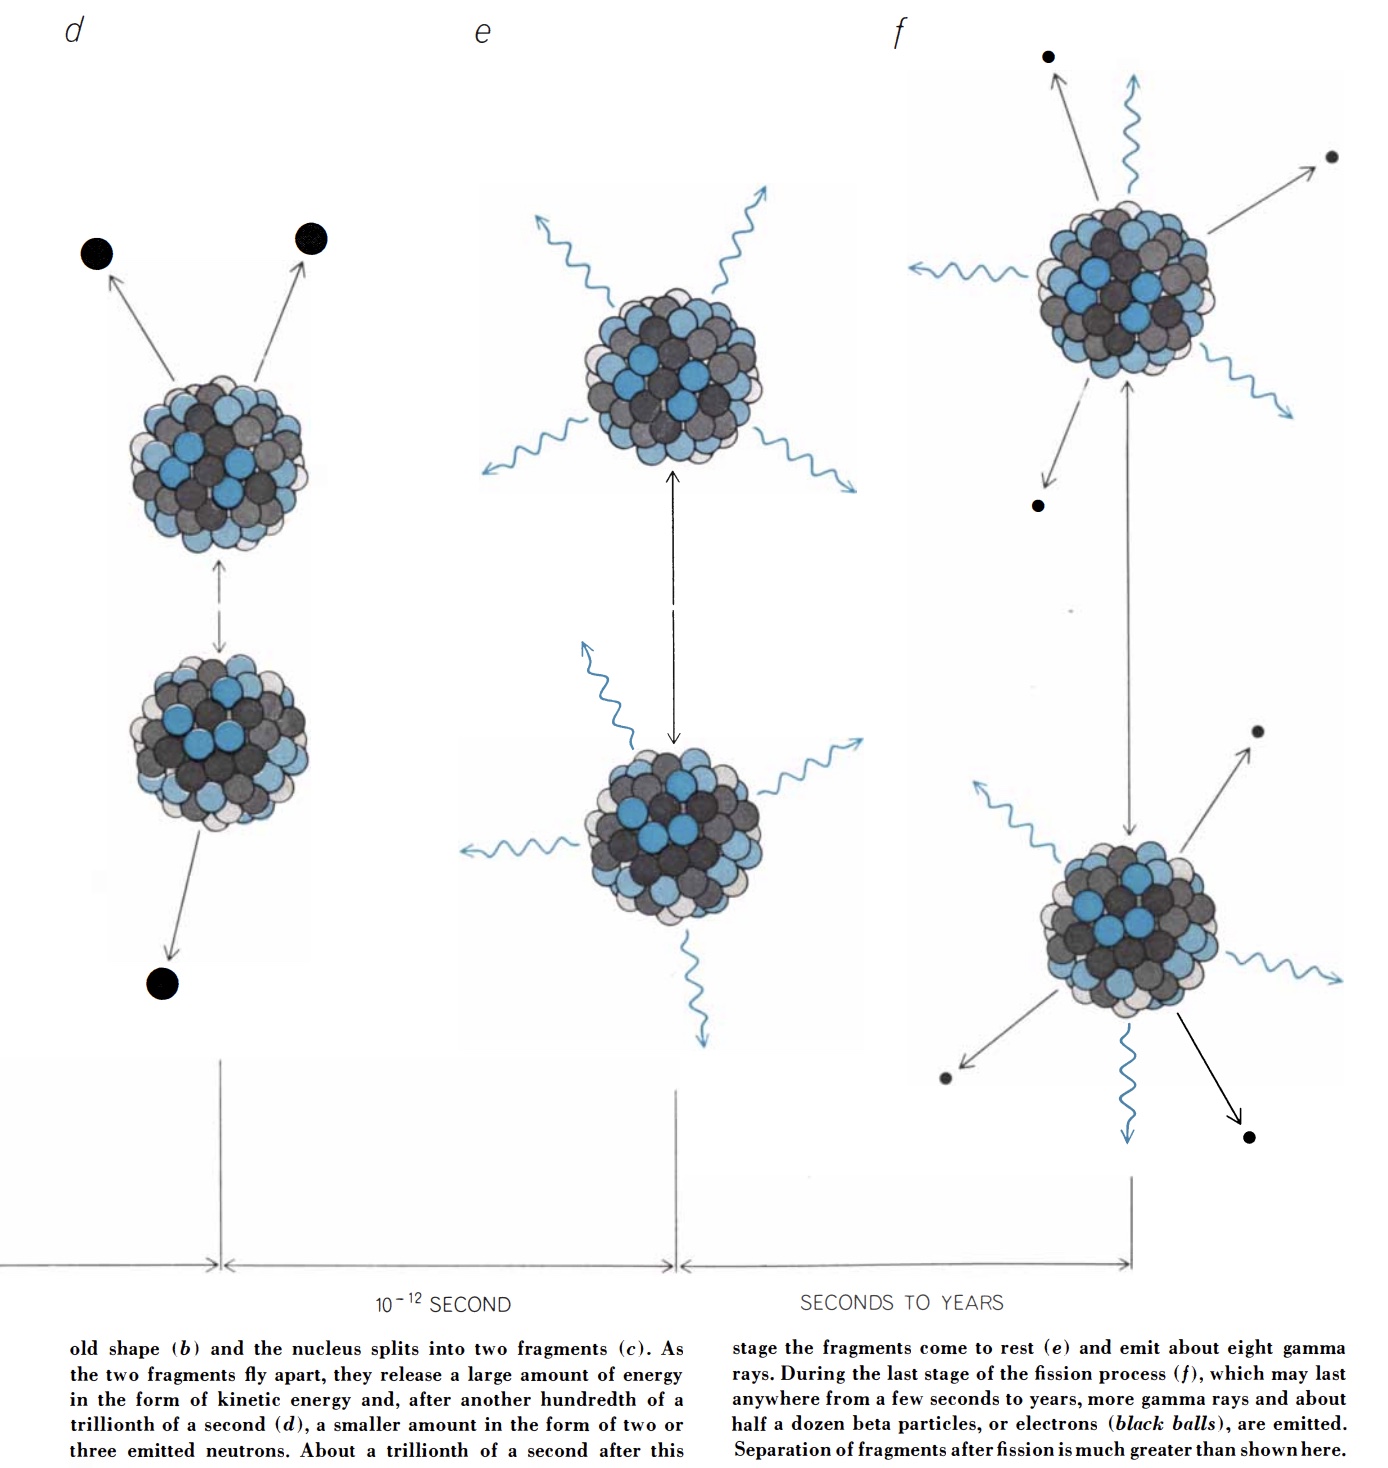 d
e
f
10⁻¹² SECOND
SECONDS TO YEARS
old shape (b) and the nucleus splits into two fragments (c). As
the two fragments fly apart, they release a large amount of energy
in the form of kinetic energy and, after another hundredth of a
trillionth of a second (d), a smaller amount in the form of two or
three emitted neutrons. About a trillionth of a second after this
stage the fragments come to rest (e) and emit about eight gamma
rays. During the last stage of the fission process (f), which may last
anywhere from a few seconds to years, more gamma rays and about
half a dozen beta particles, or electrons (black balls), are emitted.
Separation of fragments after fission is much greater than shown here.